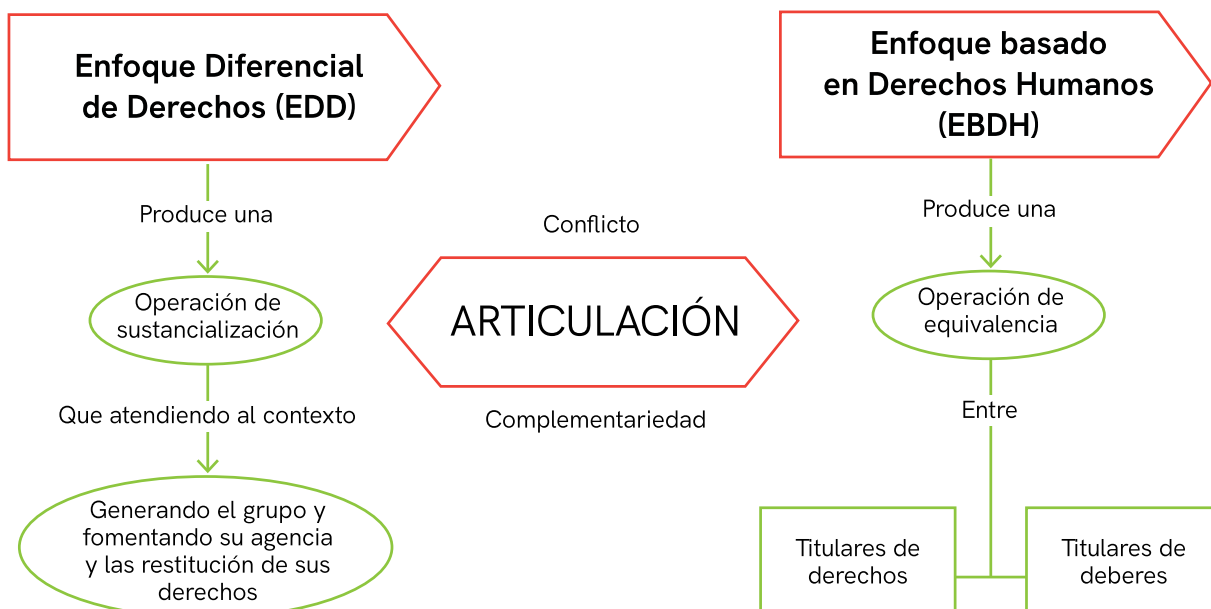 Enfoque Diferencial
de Derechos (EDD)
Produce una
Operación de
sustancialización
Que atendiendo al contexto
Generando el grupo y
fomentando su agencia
y las restitución de sus
derechos
Conflicto
ARTICULACIÓN
Complementariedad
Enfoque basado
en Derechos Humanos
(EBDH)
Produce una
Operación de
equivalencia
Entre
Titulares de
derechos
Titulares de
deberes